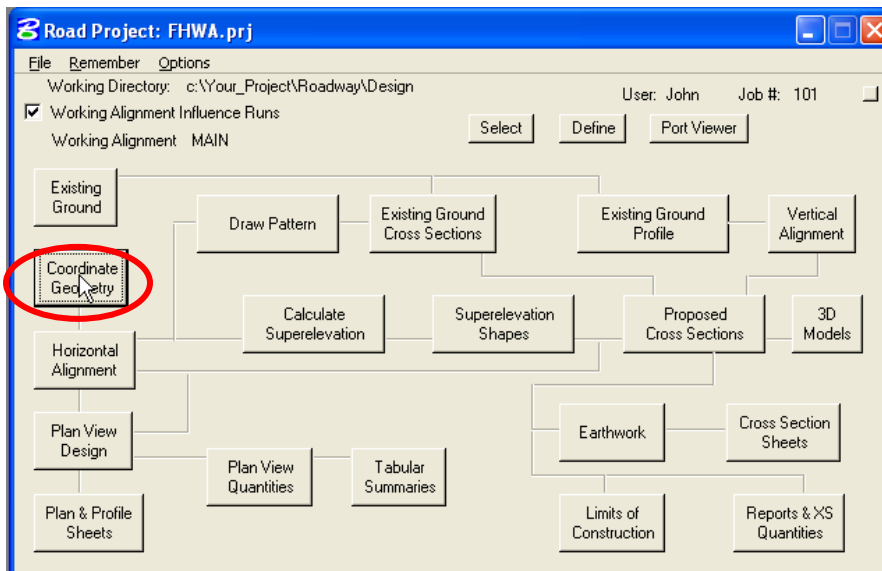 Road Project: FHWA.prj
File Remember Options
Working Directory: c:\Your_Project\Roadway\Design
User: John Job #: 101
Working Alignment Influence Runs
Working Alignment MAIN
Select Define Port Viewer
Existing
Ground
Draw Pattern
Existing Ground
Cross Sections
Existing Ground
Profile
Vertical
Alignment
Coordinate
Geometry
Calculate
Superelevation
Superelevation
Shapes
Proposed
Cross Sections
3D
Models
Horizontal
Alignment
Plan View
Design
Earthwork
Cross Section
Sheets
Plan View
Quantities
Tabular
Summaries
Plan & Profile
Sheets
Limits of
Construction
Reports & XS
Quantities